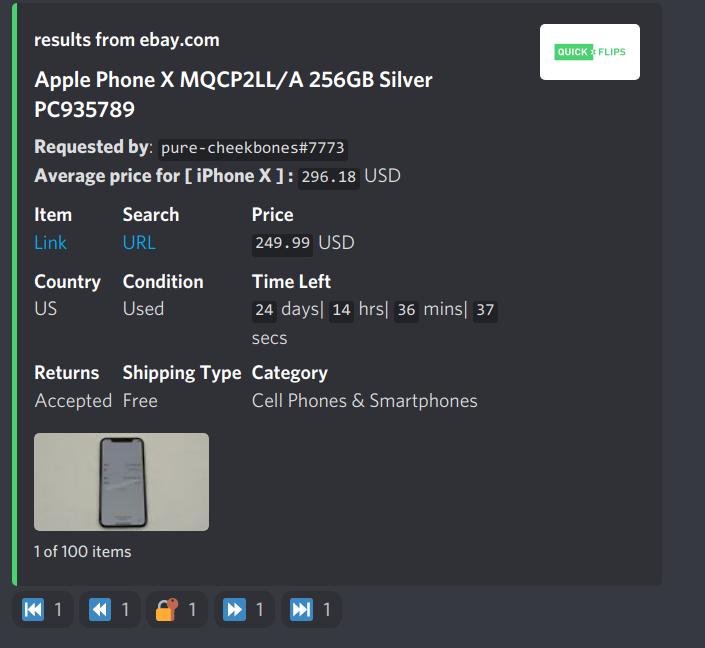 results from ebay.com
QUICK FLIPS
Apple Phone X MQCP2LL/A 256GB Silver
PC935789
Requested by: pure-cheekbones#7773
Average price for [ iPhone X ] : 296.18 USD
Item Search Price
Link URL 249.99 USD
Country Condition Time Left
US Used 24 days| 14 hrs| 36 mins| 37
secs
Returns Shipping Type Category
Accepted Free Cell Phones & Smartphones
1 of 100 items
1 1 1 1 1